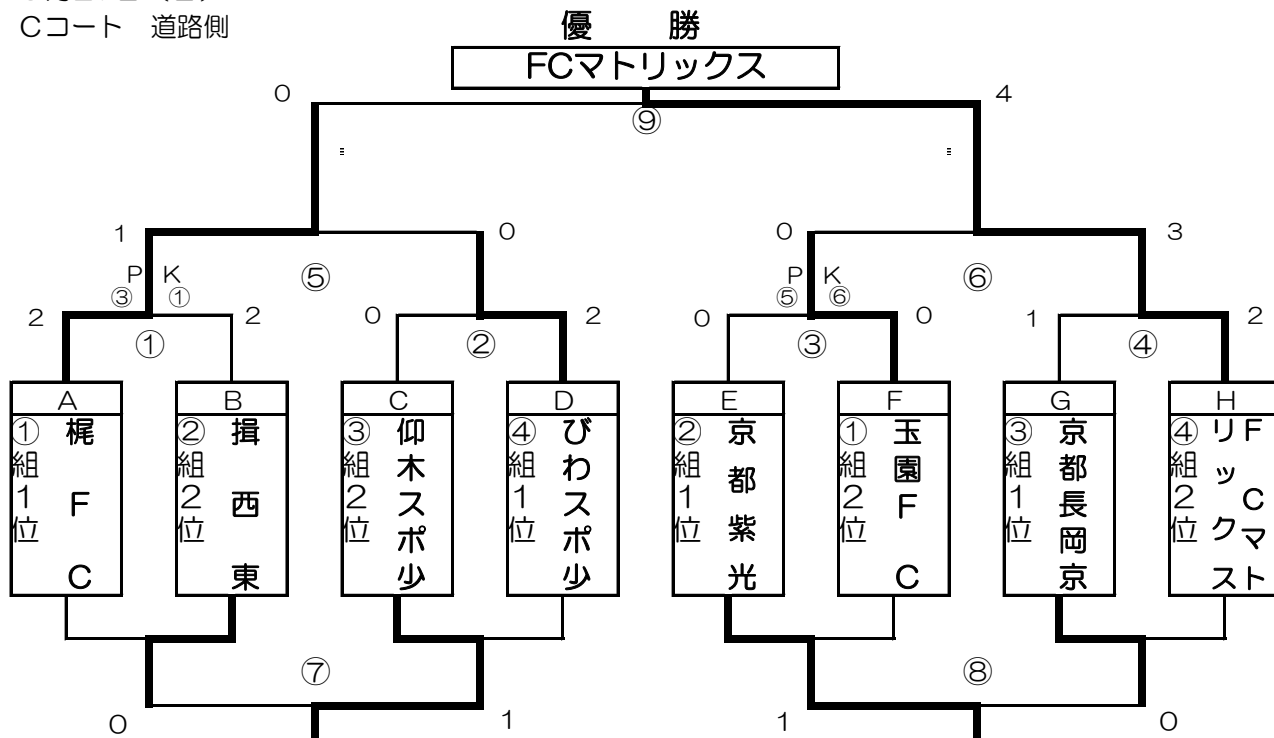 Cコート 道路側
優 勝
FCマトリックス
0 4
⑨
1 0 0 3
PK PK
③ ① ⑤ ⑥
⑤ ⑥
2 2 0 2 0 0 1 2
① ② ③ ④
A B C D E F G H
①組1位 梶FC
②組2位 揖西東
③組2位 仰木スポ少
④組1位 びわスポ少
②組1位 京都紫光
①組2位 玉園FC
③組1位 京都長岡京
④組2位 FCマトリックス
⑦ ⑧
0 1 1 0